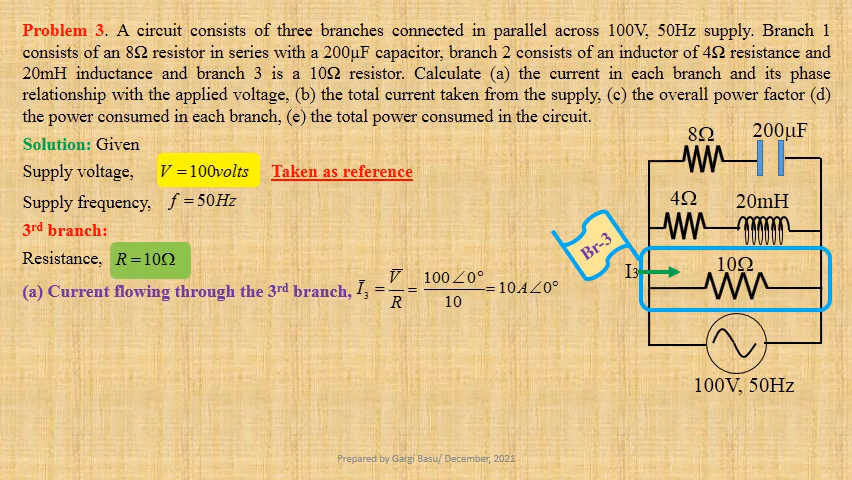 Problem 3. A circuit consists of three branches connected in parallel across 100V, 50Hz supply. Branch 1
consists of an 8Ω resistor in series with a 200μF capacitor, branch 2 consists of an inductor of 4Ω resistance and
20mH inductance and branch 3 is a 10Ω resistor. Calculate (a) the current in each branch and its phase
relationship with the applied voltage, (b) the total current taken from the supply, (c) the overall power factor (d)
the power consumed in each branch, (e) the total power consumed in the circuit.
Solution: Given
Supply voltage, V = 100volts Taken as reference
Supply frequency, f = 50Hz
3rd branch:
Resistance, R = 10Ω
(a) Current flowing through the 3rd branch, I̅₃ = V̅/R = 100∠0°/10 = 10A∠0°
8Ω 200μF
4Ω 20mH
Br-3
I₃ 10Ω
100V, 50Hz
Prepared by Gargi Basu/ December, 2021